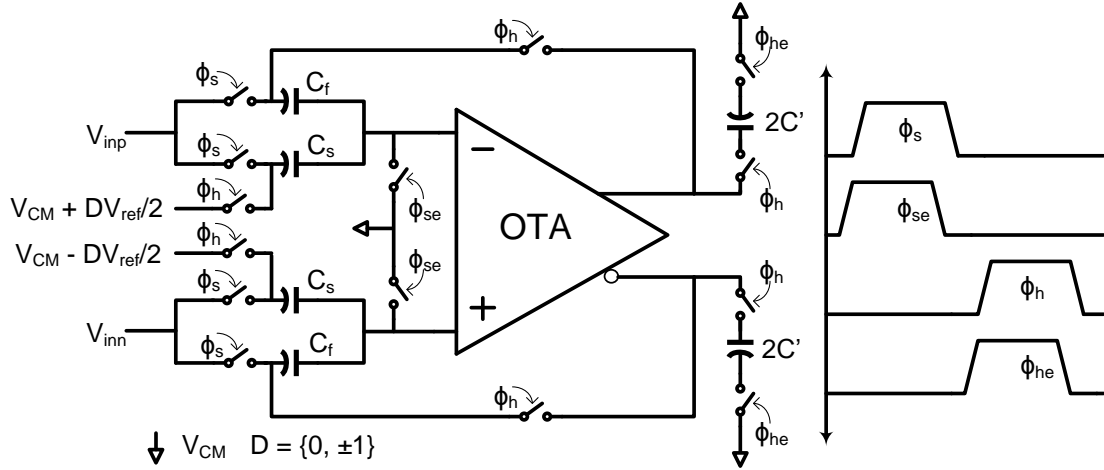 ϕh
ϕhe
ϕs
Cf
2C'
Vinp
ϕs
Cs
−
ϕs
ϕh
ϕh
VCM + DVref/2
ϕse
OTA
ϕse
ϕh
VCM - DVref/2
ϕse
ϕh
ϕs
Cs
ϕh
+
Vinn
ϕs
Cf
2C'
ϕhe
ϕh
ϕhe
VCM D = {0, ±1}